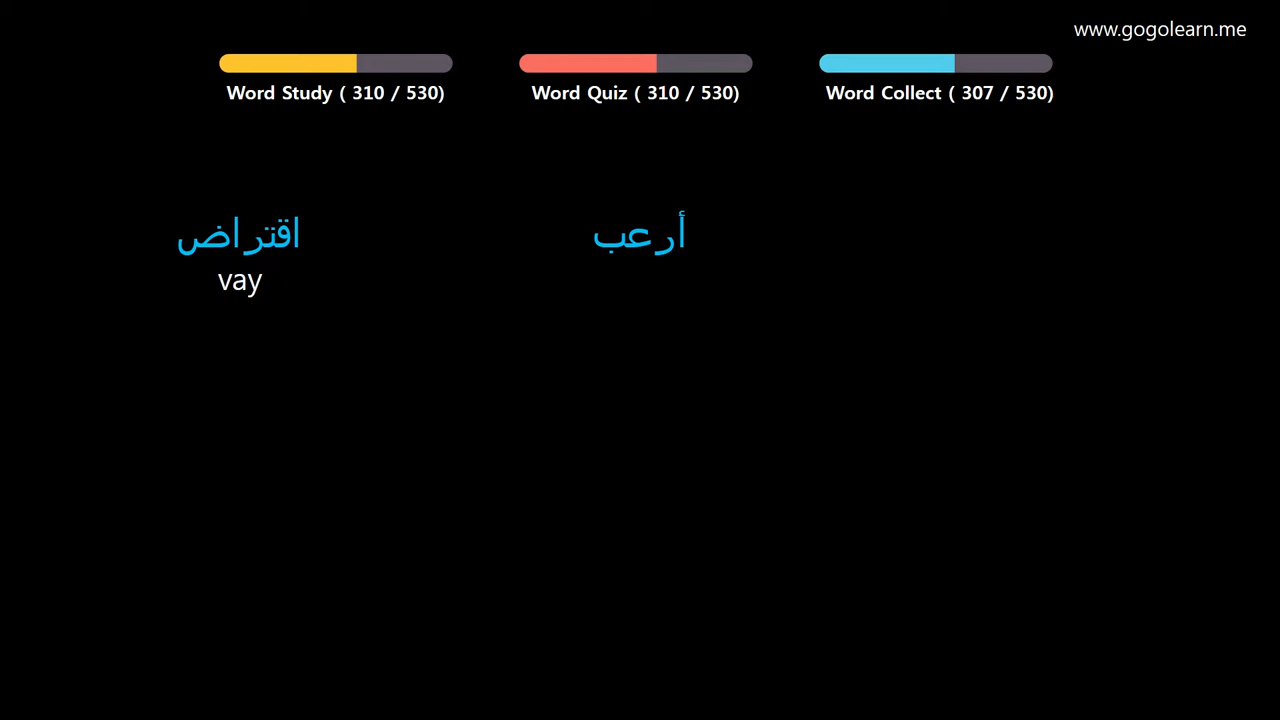 www.gogolearn.me
Word Study ( 310 / 530)
Word Quiz ( 310 / 530)
Word Collect ( 307 / 530)
اقتراض
vay
أرعب